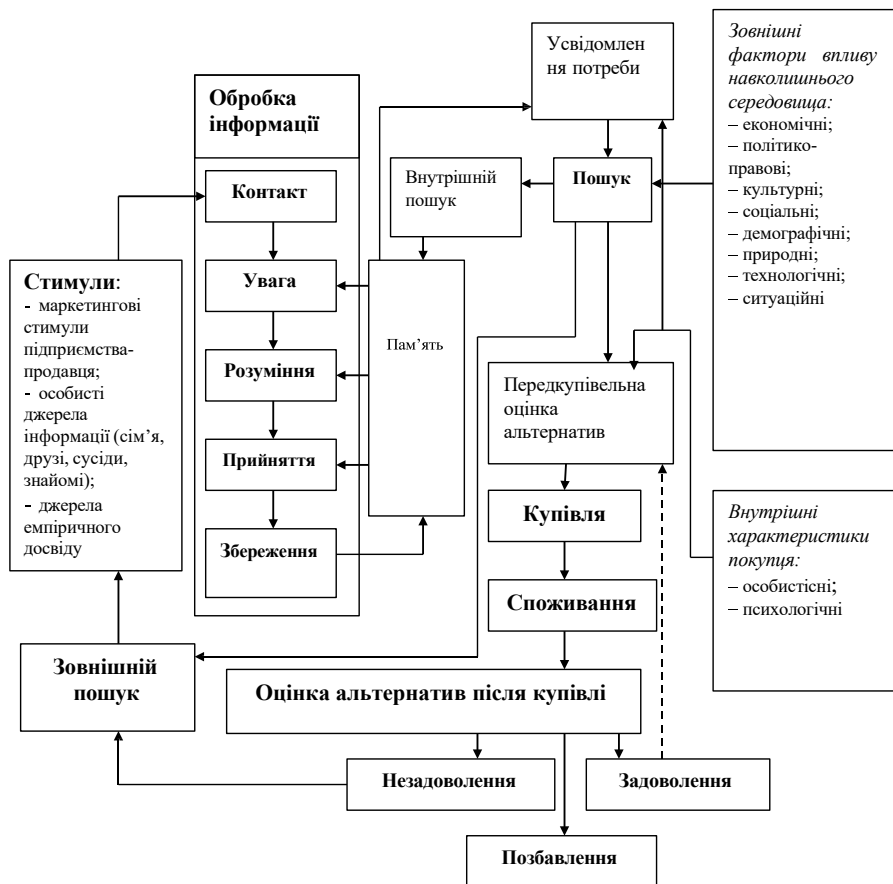 Усвідомлен
ня потреби
Зовнішні
фактори впливу
навколишнього
середовища:
– економічні;
– політико-
правові;
– культурні;
– соціальні;
– демографічні;
– природні;
– технологічні;
– ситуаційні
Обробка
інформації
Контакт
Внутрішній
пошук
Пошук
Стимули:
- маркетингові
стимули
підприємства-
продавця;
- особисті
джерела
інформації (сім’я,
друзі, сусіди,
знайомі);
- джерела
емпіричного
досвіду
Увага
Розуміння
Прийняття
Збереження
Пам’ять
Передкупівельна
оцінка
альтернатив
Купівля
Споживання
Внутрішні
характеристики
покупця:
– особистісні;
– психологічні
Зовнішній
пошук
Оцінка альтернатив після купівлі
Незадоволення
Задоволення
Позбавлення